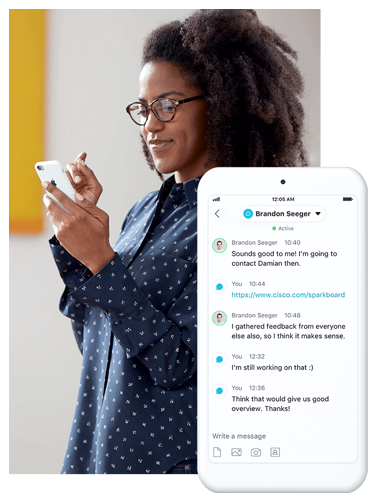 12:05 AM
Brandon Seeger
Active
Brandon Seeger 10:40
Sounds good to me! I'm going to
contact Damian then.
You 10:44
https://www.cisco.com/sparkboard
Brandon Seeger 10:48
I gathered feedback from everyone
else also, so I think it makes sense.
You 12:32
I'm still working on that :)
You 12:36
Think that would give us good
overview. Thanks!
Write a message